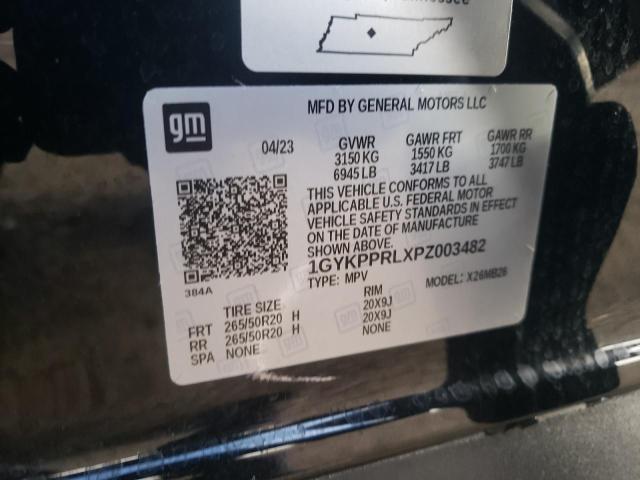 gm
MFD BY GENERAL MOTORS LLC
04/23 GVWR GAWR FRT GAWR RR
3150 KG 1550 KG 1700 KG
6945 LB 3417 LB 3747 LB
THIS VEHICLE CONFORMS TO ALL
APPLICABLE U.S. FEDERAL MOTOR
VEHICLE SAFETY STANDARDS IN EFFECT
ON THE DATE OF MANUFACTURE
SHOWN ABOVE.
1GYKPPRLXPZ003482
384A
TYPE: MPV MODEL: X26MB26
TIRE SIZE RIM
FRT 265/50R20 H 20X9J
RR 265/50R20 H 20X9J
SPA NONE NONE